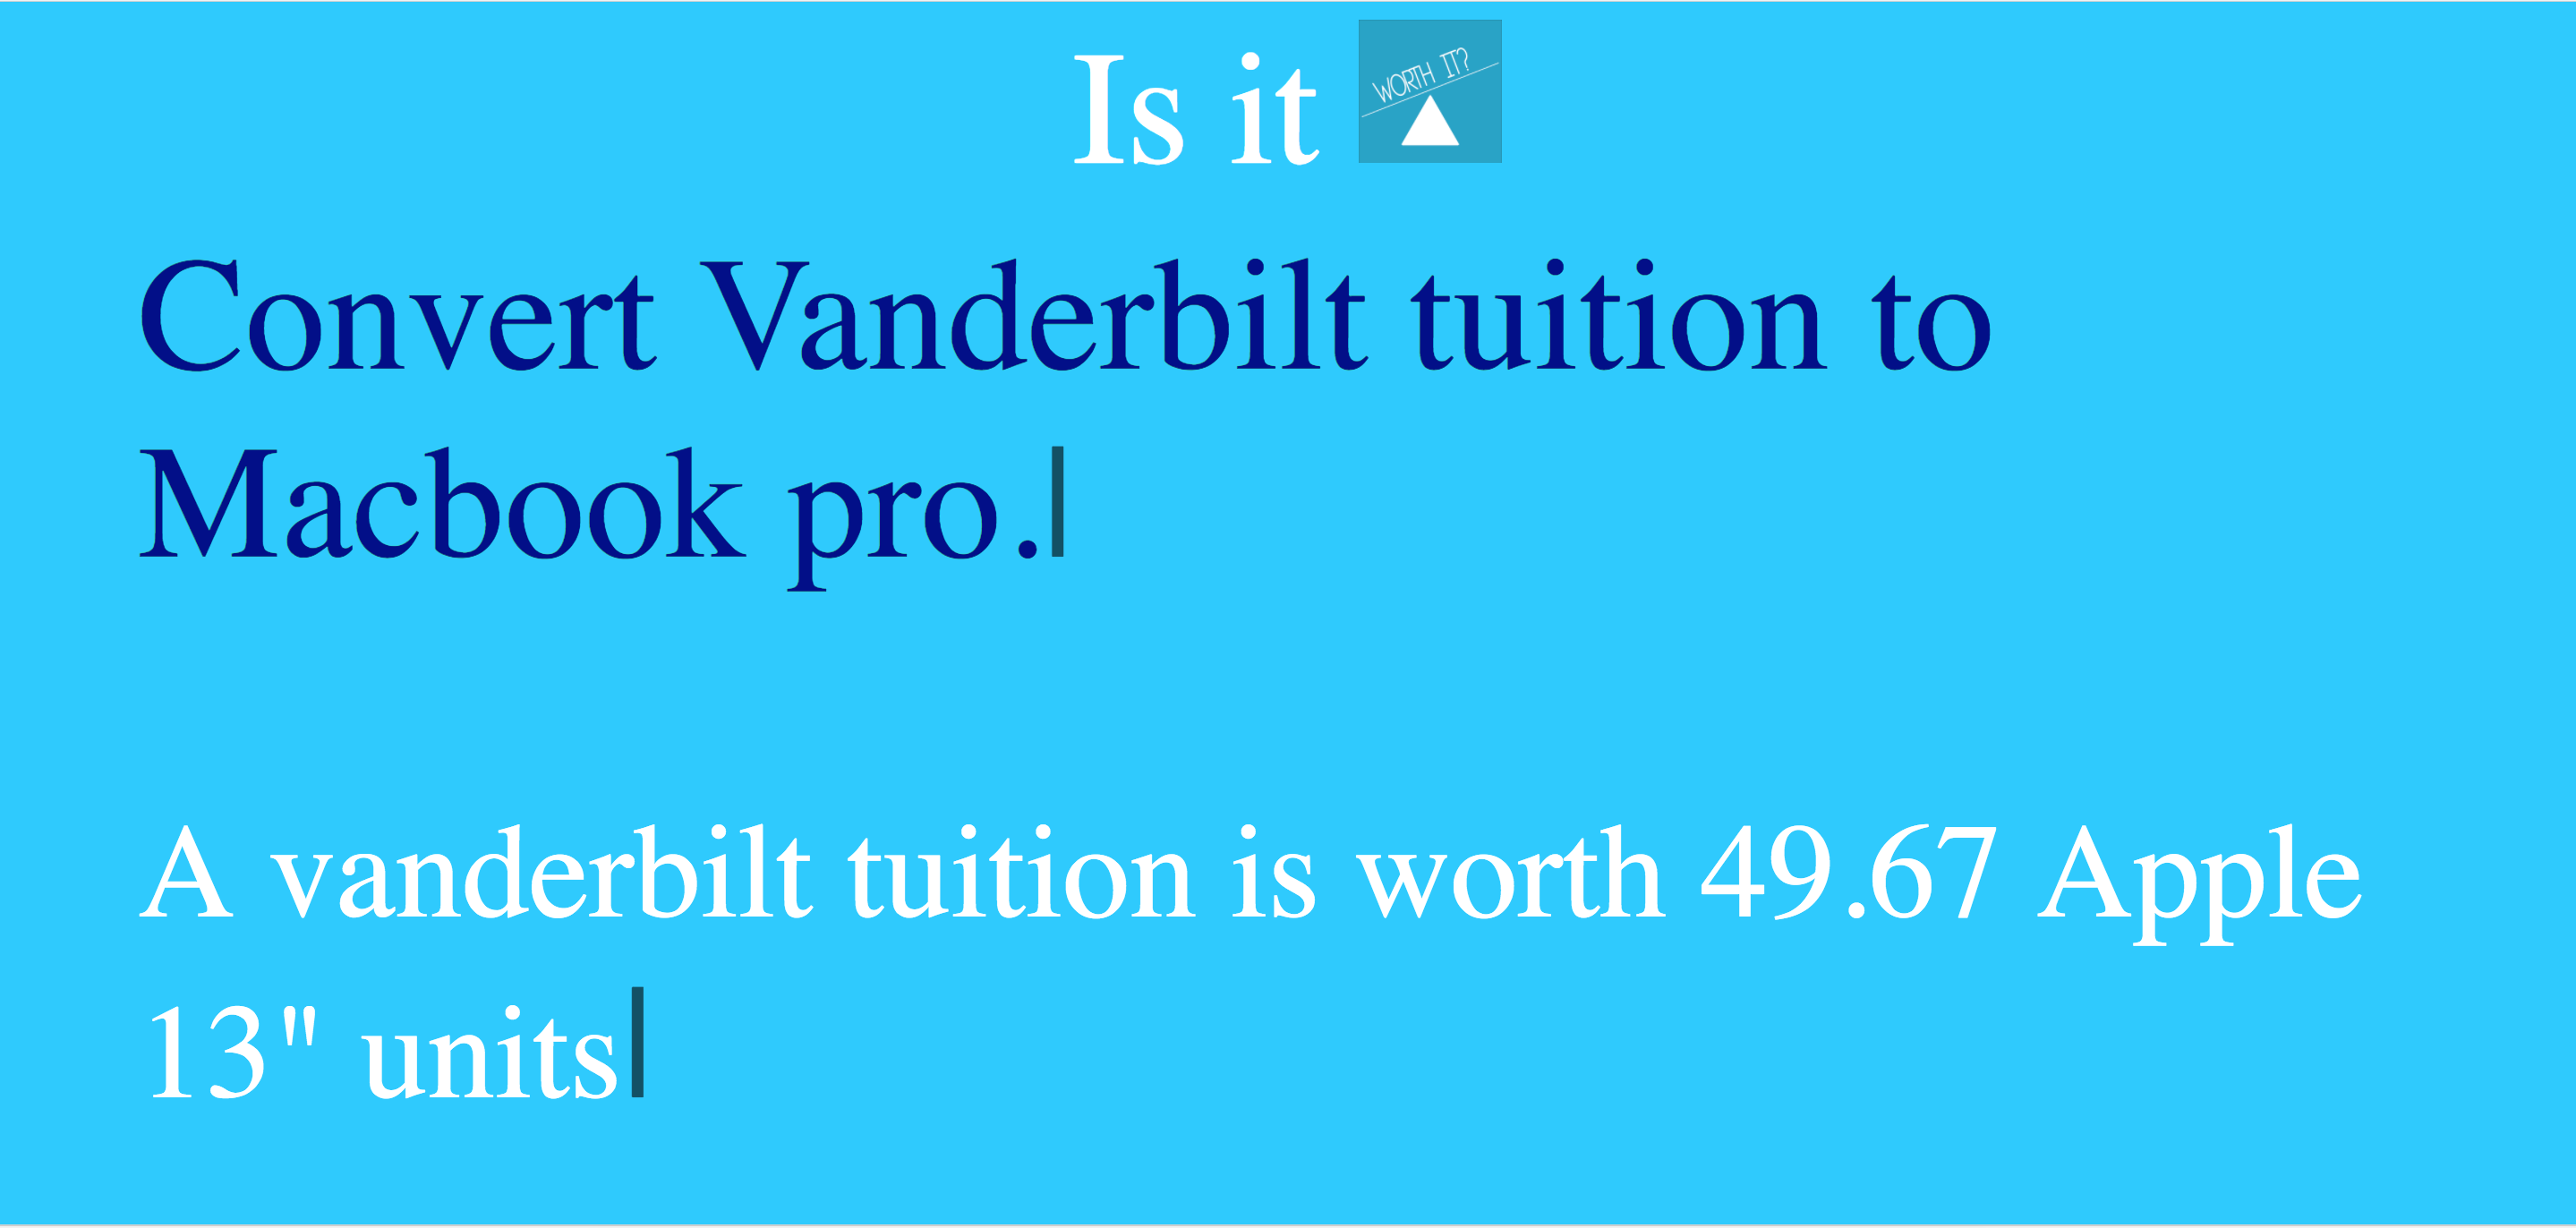 Is it WORTH IT?
Convert Vanderbilt tuition to
Macbook pro.
A vanderbilt tuition is worth 49.67 Apple
13" units